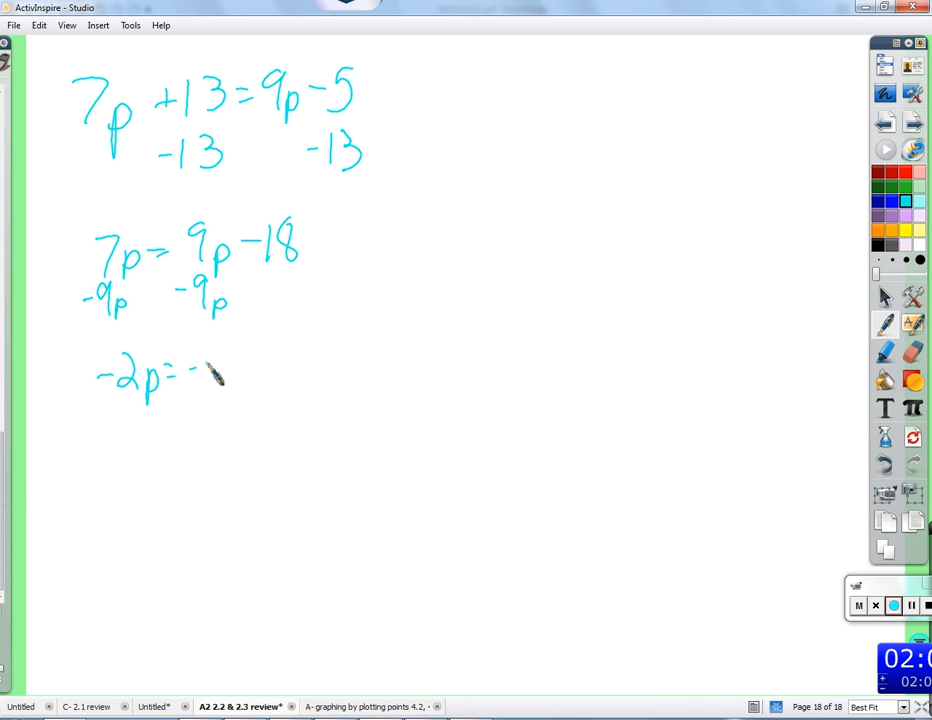 ActivInspire - Studio
File Edit View Insert Tools Help
7p +13=9p-5
-13 -13
7p=9p-18
-9p -9p
-2p=-
M
02:
02:
Untitled C- 2.1 review Untitled* A2 2.2 & 2.3 review* A- graphing by plotting points 4.2, Page 18 of 18 Best Fit